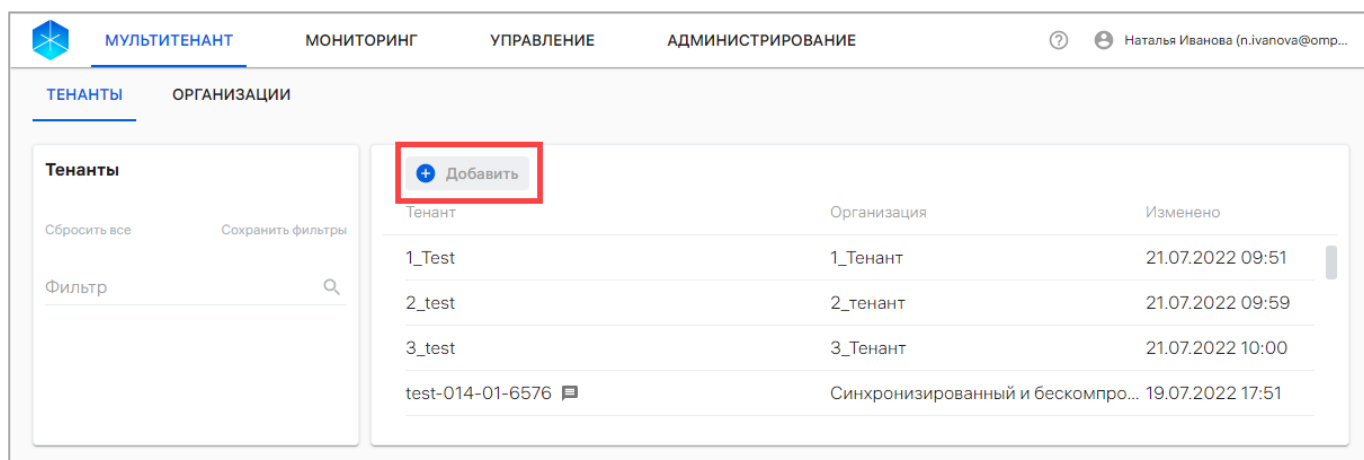 МУЛЬТИТЕНАНТ МОНИТОРИНГ УПРАВЛЕНИЕ АДМИНИСТРИРОВАНИЕ ? Наталья Иванова (n.ivanova@omp...
ТЕНАНТЫ ОРГАНИЗАЦИИ
Тенанты
Сбросить все Сохранить фильтры
Фильтр
Добавить
Тенант Организация Изменено
1_Test 1_Тенант 21.07.2022 09:51
2_test 2_тенант 21.07.2022 09:59
3_test 3_Тенант 21.07.2022 10:00
test-014-01-6576 Синхронизированный и бескомпро... 19.07.2022 17:51